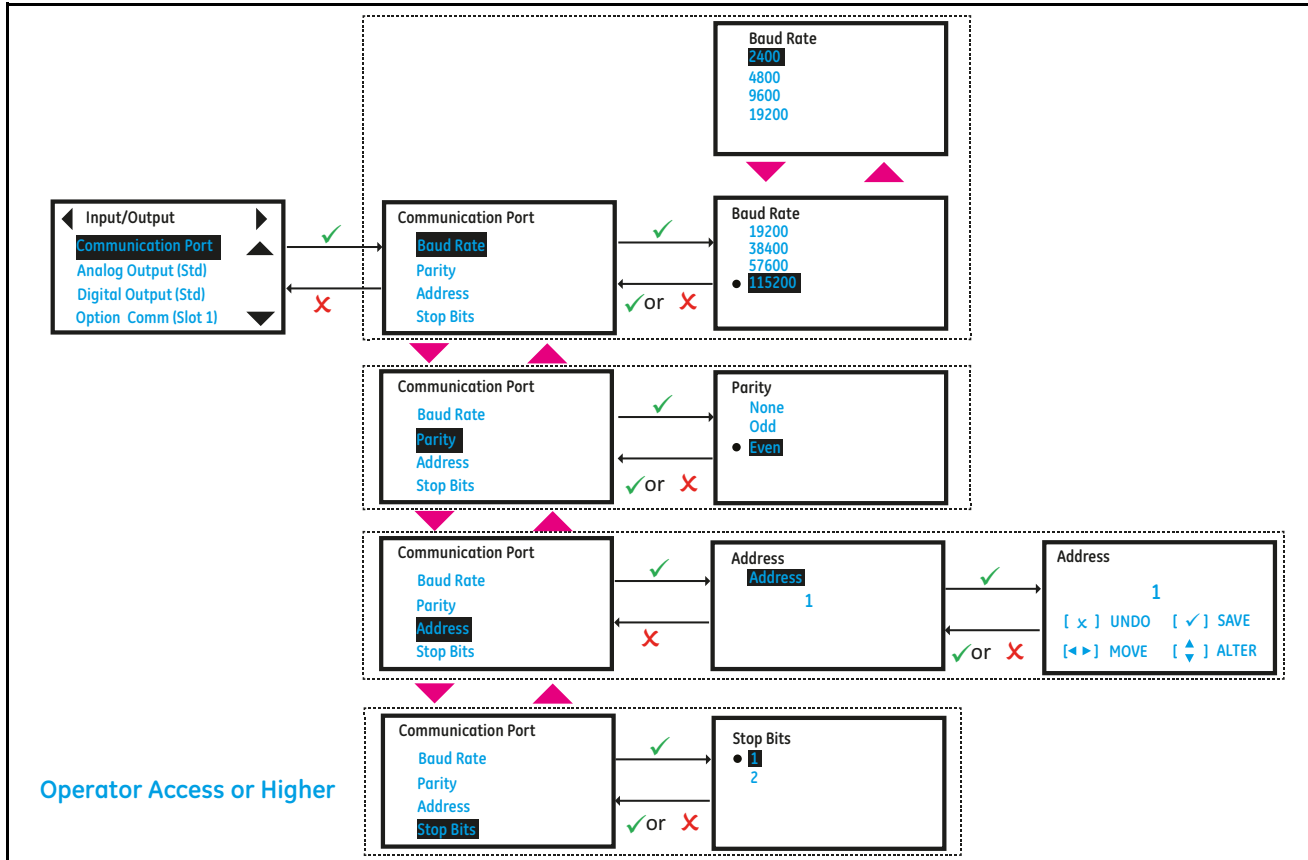 Baud Rate
2400
4800
9600
19200
Input/Output
Communication Port
Analog Output (Std)
Digital Output (Std)
Option Comm (Slot 1)
Communication Port
Baud Rate
Parity
Address
Stop Bits
✓or ✗
Baud Rate
19200
38400
57600
115200
Communication Port
Baud Rate
Parity
Address
Stop Bits
✓or ✗
Parity
None
Odd
Even
Communication Port
Baud Rate
Parity
Address
Stop Bits
Address
Address
1
✓or ✗
Address
1
[ x ] UNDO [ ✓ ] SAVE
[◄ ►] MOVE [ ▲▼ ] ALTER
Communication Port
Baud Rate
Parity
Address
Stop Bits
✓or ✗
Stop Bits
1
2
Operator Access or Higher